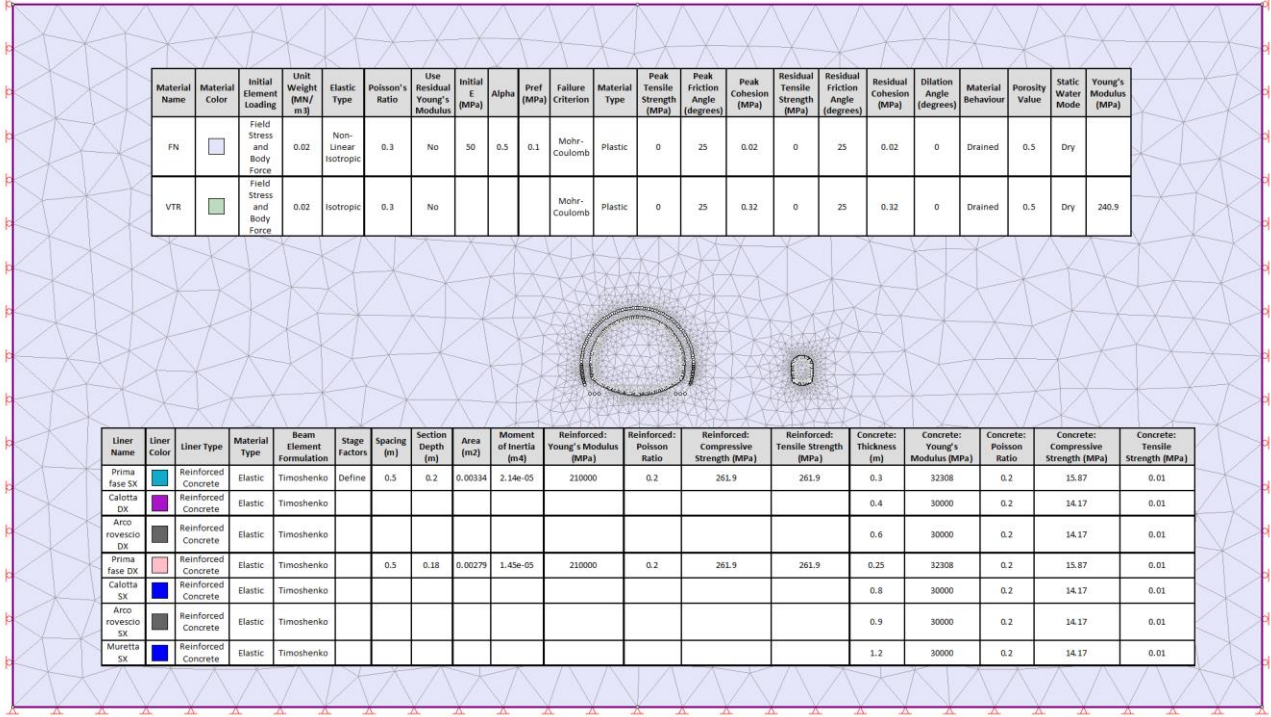 Material Name Material Color Initial Element Loading Unit Weight (MN/ m3) Elastic Type Poisson's Ratio Use Residual Young's Modulus Initial E (MPa) Alpha Pref (MPa) Failure Criterion Material Type Peak Tensile Strength (MPa) Peak Friction Angle (degrees) Peak Cohesion (MPa) Residual Tensile Strength (MPa) Residual Friction Angle (degrees) Residual Cohesion (MPa) Dilation Angle (degrees) Material Behaviour Porosity Value Static Water Mode Young's Modulus (MPa)
FN Field Stress and Body Force 0.02 Non-Linear Isotropic 0.3 No 50 0.5 0.1 Mohr-Coulomb Plastic 0 25 0.02 0 25 0.02 0 Drained 0.5 Dry
VTR Field Stress and Body Force 0.02 Isotropic 0.3 No Mohr-Coulomb Plastic 0 25 0.32 0 25 0.32 0 Drained 0.5 Dry 240.9
Liner Name Liner Color Liner Type Material Type Beam Element Formulation Stage Factors Spacing (m) Section Depth (m) Area (m2) Moment of Inertia (m4) Reinforced: Young's Modulus (MPa) Reinforced: Poisson Ratio Reinforced: Compressive Strength (MPa) Reinforced: Tensile Strength (MPa) Concrete: Thickness (m) Concrete: Young's Modulus (MPa) Concrete: Poisson Ratio Concrete: Compressive Strength (MPa) Concrete: Tensile Strength (MPa)
Prima fase SX Reinforced Concrete Elastic Timoshenko Define 0.5 0.2 0.00334 2.14e-05 210000 0.2 261.9 261.9 0.3 32308 0.2 15.87 0.01
Calotta DX Reinforced Concrete Elastic Timoshenko 0.4 30000 0.2 14.17 0.01
Arco rovescio DX Reinforced Concrete Elastic Timoshenko 0.6 30000 0.2 14.17 0.01
Prima fase DX Reinforced Concrete Elastic Timoshenko 0.5 0.18 0.00279 1.45e-05 210000 0.2 261.9 261.9 0.25 32308 0.2 15.87 0.01
Calotta SX Reinforced Concrete Elastic Timoshenko 0.8 30000 0.2 14.17 0.01
Arco rovescio SX Reinforced Concrete Elastic Timoshenko 0.9 30000 0.2 14.17 0.01
Muretta SX Reinforced Concrete Elastic Timoshenko 1.2 30000 0.2 14.17 0.01